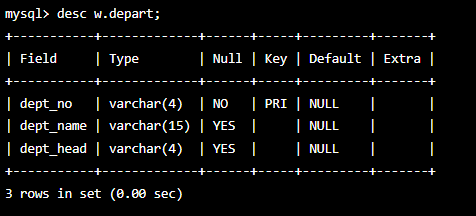 mysql> desc w.depart;
+-----------+-------------+------+-----+---------+-------+
| Field     | Type        | Null | Key | Default | Extra |
+-----------+-------------+------+-----+---------+-------+
| dept_no   | varchar(4)  | NO   | PRI | NULL    |       |
| dept_name | varchar(15) | YES  |     | NULL    |       |
| dept_head | varchar(4)  | YES  |     | NULL    |       |
+-----------+-------------+------+-----+---------+-------+
3 rows in set (0.00 sec)